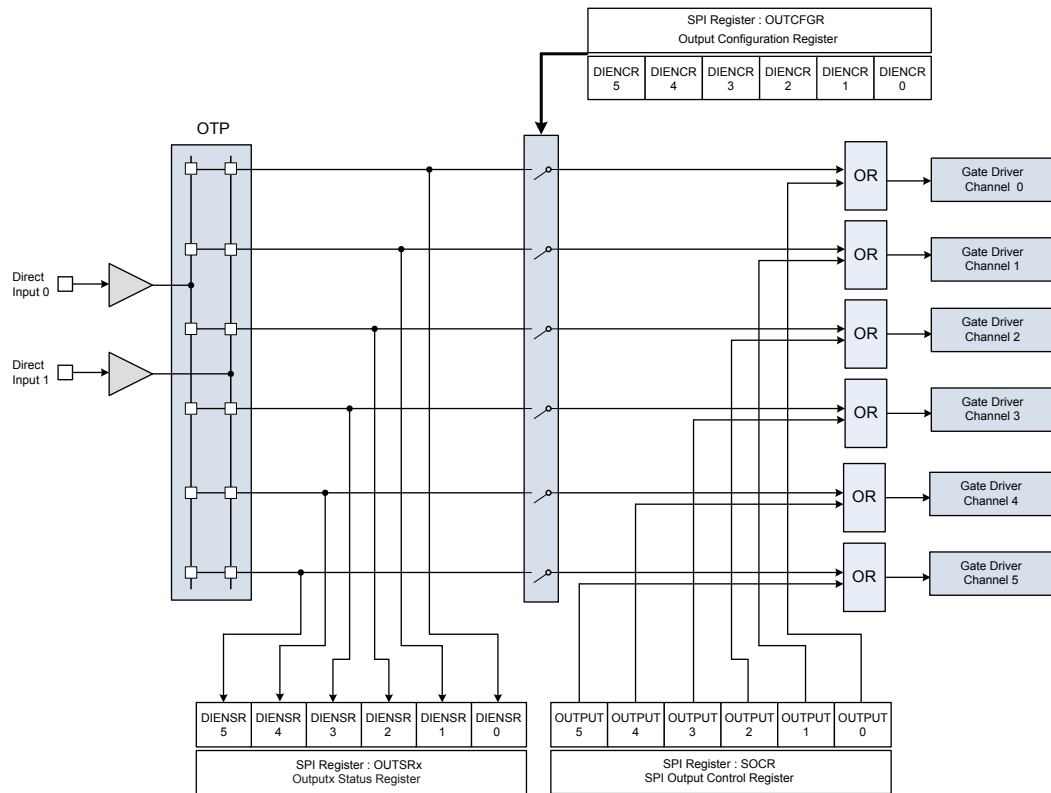 SPI Register : OUTCFGR
Output Configuration Register
DIENCR
5
DIENCR
4
DIENCR
3
DIENCR
2
DIENCR
1
DIENCR
0
OTP
OR
Gate Driver
Channel 0
OR
Gate Driver
Channel 1
Direct
Input 0
OR
Gate Driver
Channel 2
Direct
Input 1
OR
Gate Driver
Channel 3
OR
Gate Driver
Channel 4
OR
Gate Driver
Channel 5
DIENSR
5
DIENSR
4
DIENSR
3
DIENSR
2
DIENSR
1
DIENSR
0
SPI Register : OUTSRx
Outputx Status Register
OUTPUT
5
OUTPUT
4
OUTPUT
3
OUTPUT
2
OUTPUT
1
OUTPUT
0
SPI Register : SOCR
SPI Output Control Register